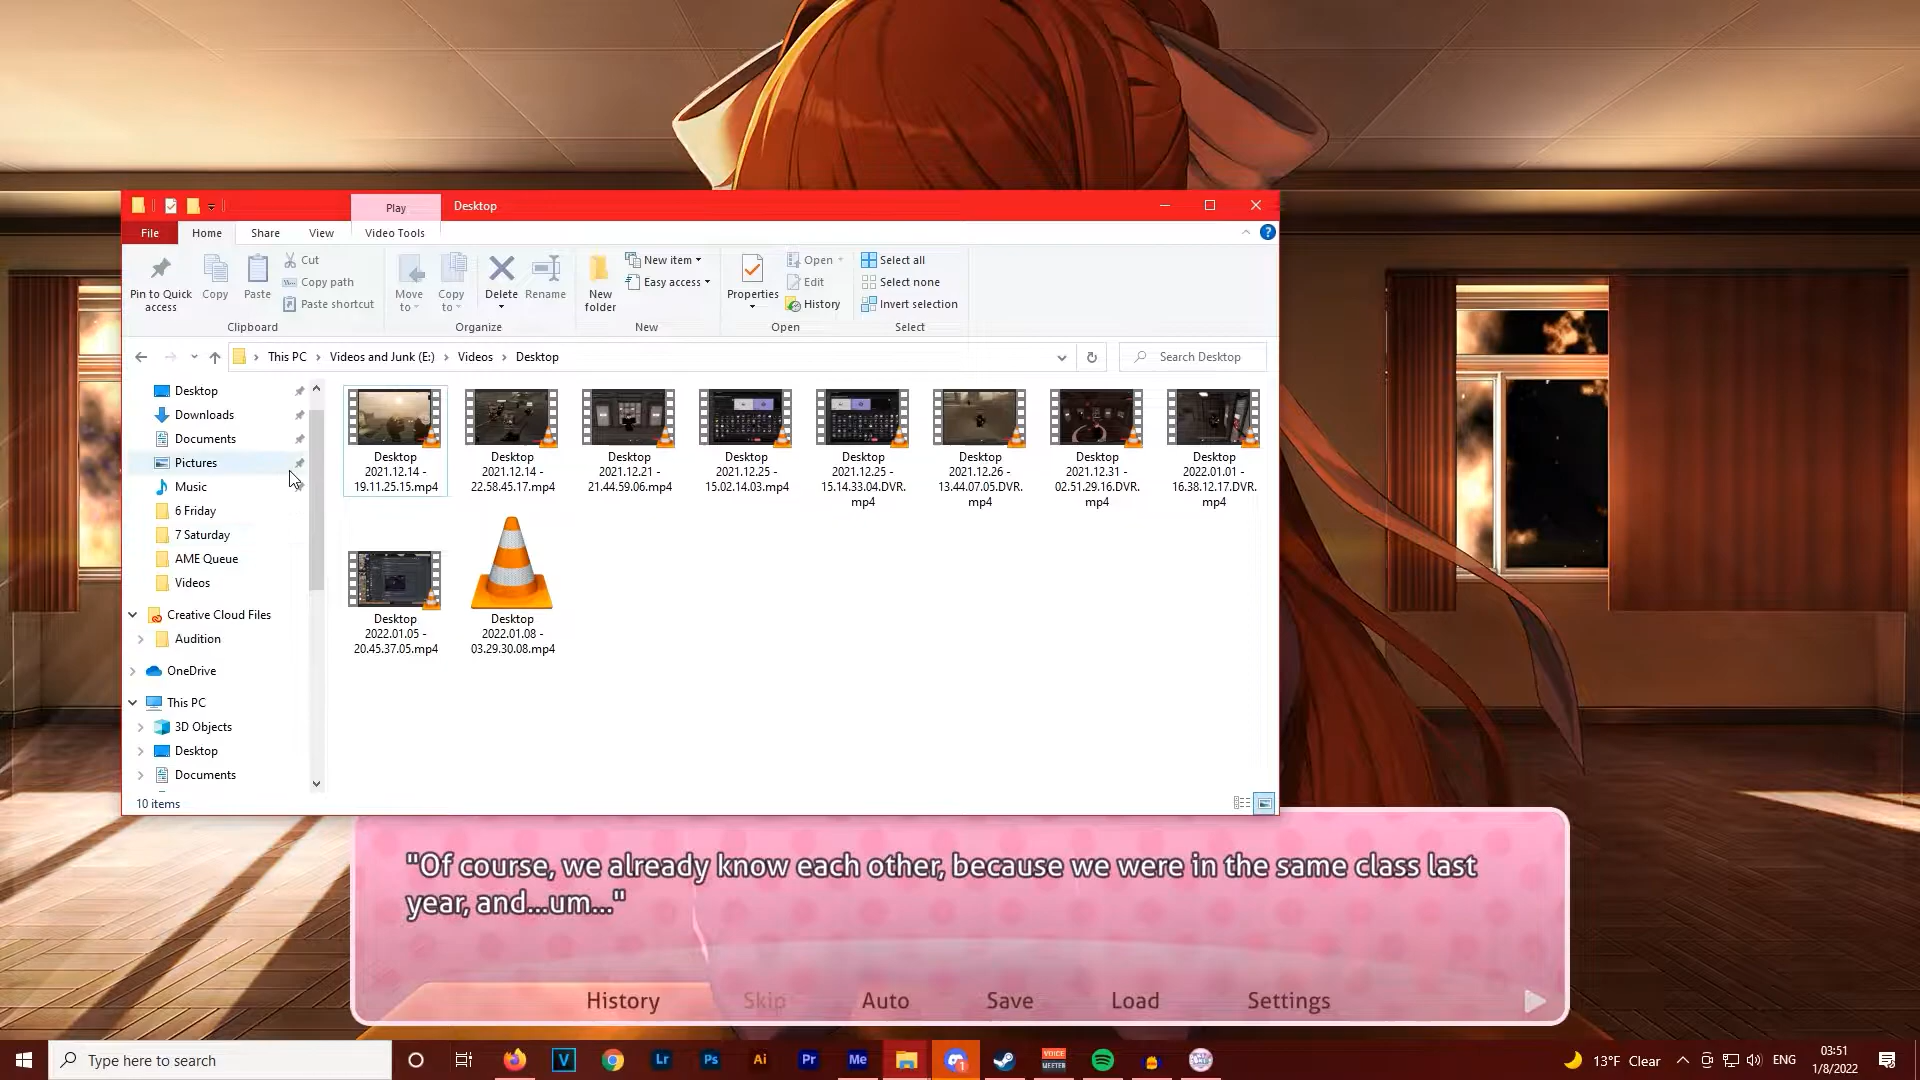 Play
Desktop
File
Home
Share
View
Video Tools
Pin to Quick
access
Copy
Paste
Cut
Copy path
Paste shortcut
Clipboard
Move
to
Copy
to
Delete
Rename
Organize
New
folder
New item
Easy access
New
Properties
Open
Edit
History
Open
Select all
Select none
Invert selection
Select
This PC
Videos and Junk (E:)
Videos
Desktop
Search Desktop
Desktop
Downloads
Documents
Pictures
Music
6 Friday
7 Saturday
AME Queue
Videos
Creative Cloud Files
Audition
OneDrive
This PC
3D Objects
Desktop
Documents
Desktop
2021.12.14 -
19.11.25.15.mp4
Desktop
2021.12.14 -
22.58.45.17.mp4
Desktop
2021.12.21 -
21.44.59.06.mp4
Desktop
2021.12.25 -
15.02.14.03.mp4
Desktop
2021.12.25 -
15.14.33.04.DVR.
mp4
Desktop
2021.12.26 -
13.44.07.05.DVR.
mp4
Desktop
2021.12.31 -
02.51.29.16.DVR.
mp4
Desktop
2022.01.01 -
16.38.12.17.DVR.
mp4
Desktop
2022.01.05 -
20.45.37.05.mp4
Desktop
2022.01.08 -
03.29.30.08.mp4
10 items
"Of course, we already know each other, because we were in the same class last
year, and...um..."
History
Skip
Auto
Save
Load
Settings
Type here to search
V
Lr
Ps
Ai
Pr
Me
1
VOICE
MEETER
13°F Clear
ENG
03:51
1/8/2022